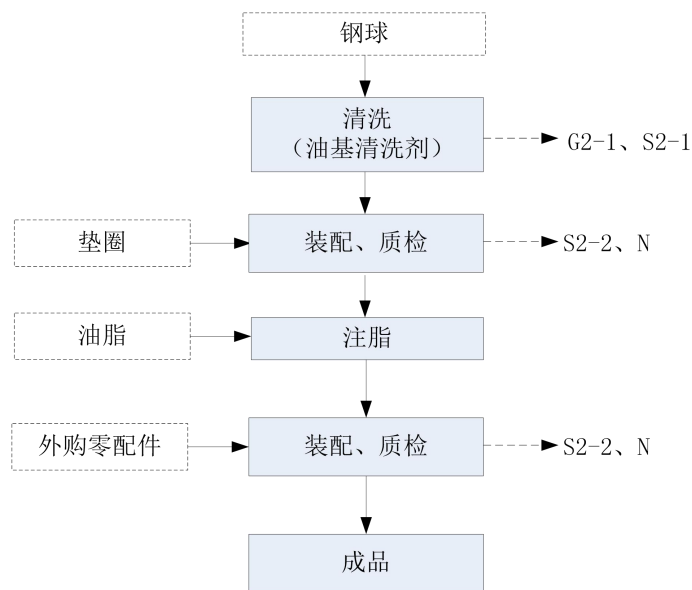 钢球
清洗
（油基清洗剂）
G2-1、S2-1
垫圈
装配、质检
S2-2、N
油脂
注脂
外购零配件
装配、质检
S2-2、N
成品